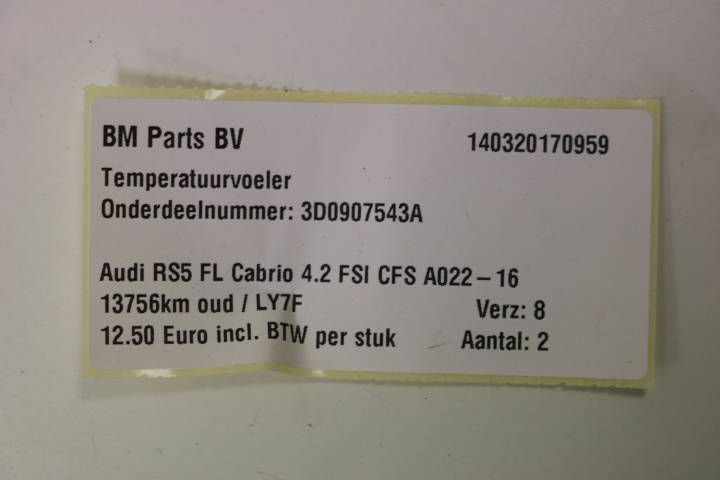 BM Parts BV 140320170959
Temperatuurvoeler
Onderdeelnummer: 3D0907543A
Audi RS5 FL Cabrio 4.2 FSI CFS A022-16
13756km oud / LY7F Verz: 8
12.50 Euro incl. BTW per stuk Aantal: 2